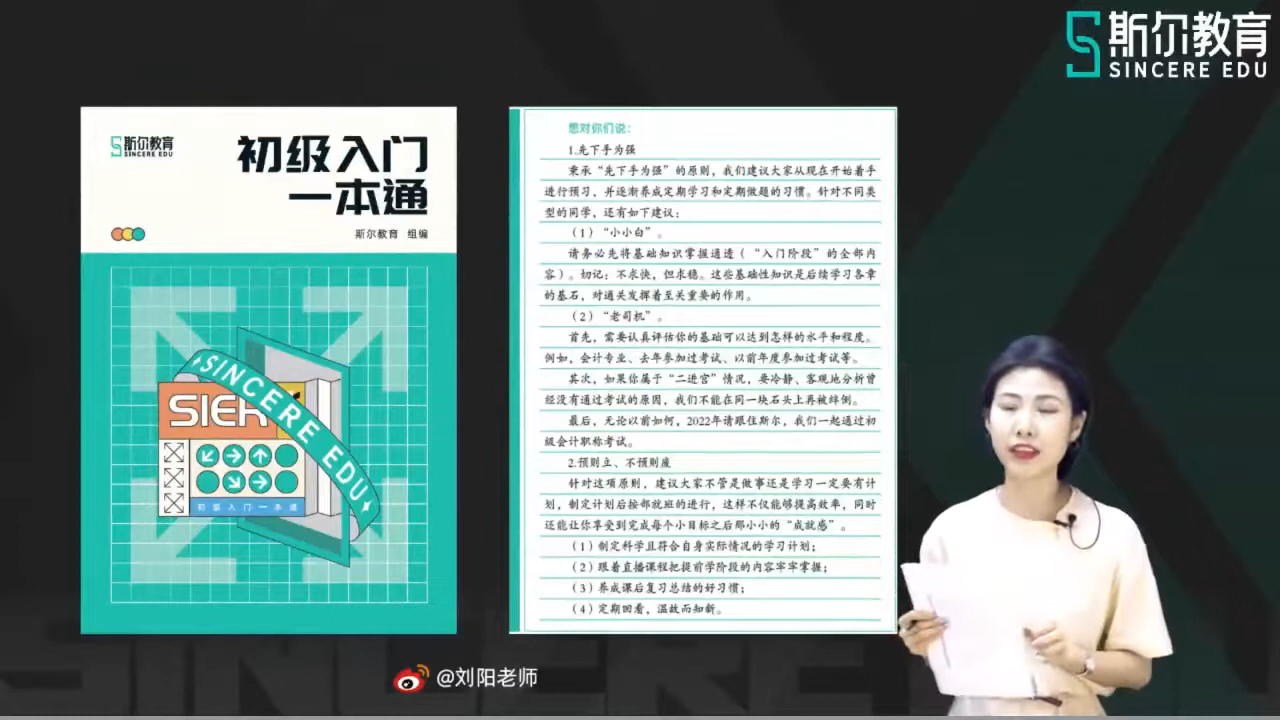 斯尔教育
SINCERE EDU
斯尔教育
SINCERE EDU
初级入门
一本通
斯尔教育 组编
SINCERE EDU
SIER
初级入门一本通
想对你们说：
1.先下手为强
秉承“先下手为强”的原则，我们建议大家从现在开始着手
进行预习，并逐渐养成定期学习和定期做题的习惯。针对不同类
型的同学，还有如下建议：
（1）“小小白”。
请务必先将基础知识掌握通透（“入门阶段”的全部内
容）。切记：不求快，但求稳。这些基础性知识是后续学习各章
的基石，对通关发挥着至关重要的作用。
（2）“老司机”。
首先，需要认真评估你的基础可以达到怎样的水平和程度。
例如，会计专业、去年参加过考试、以前年度参加过考试等。
其次，如果你属于“二进宫”情况，要冷静、客观地分析曾
经没有通过考试的原因，我们不能在同一块石头上再被绊倒。
最后，无论以前如何，2022年请跟住斯尔，我们一起通过初
级会计职称考试。
2.预则立、不预则废
针对这项原则，建议大家不管是做事还是学习一定要有计
划，制定计划后按部就班的进行，这样不仅能够提高效率，同时
还能让你享受到完成每个小目标之后那小小的“成就感”。
（1）制定科学且符合自身实际情况的学习计划；
（2）跟着直播课程把提前学阶段的内容牢牢掌握；
（3）养成课后复习总结的好习惯；
（4）定期回看，温故而知新。
@刘阳老师